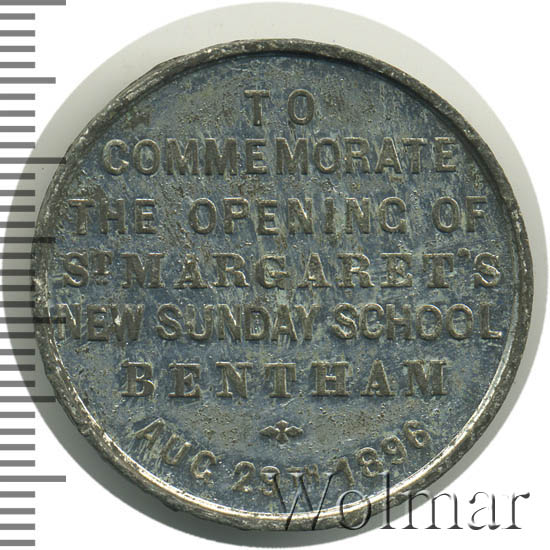 TO
COMMEMORATE
THE OPENING OF
ST MARGARET'S
NEW SUNDAY SCHOOL
BENTHAM
AUG 29TH 1896
Wolmar